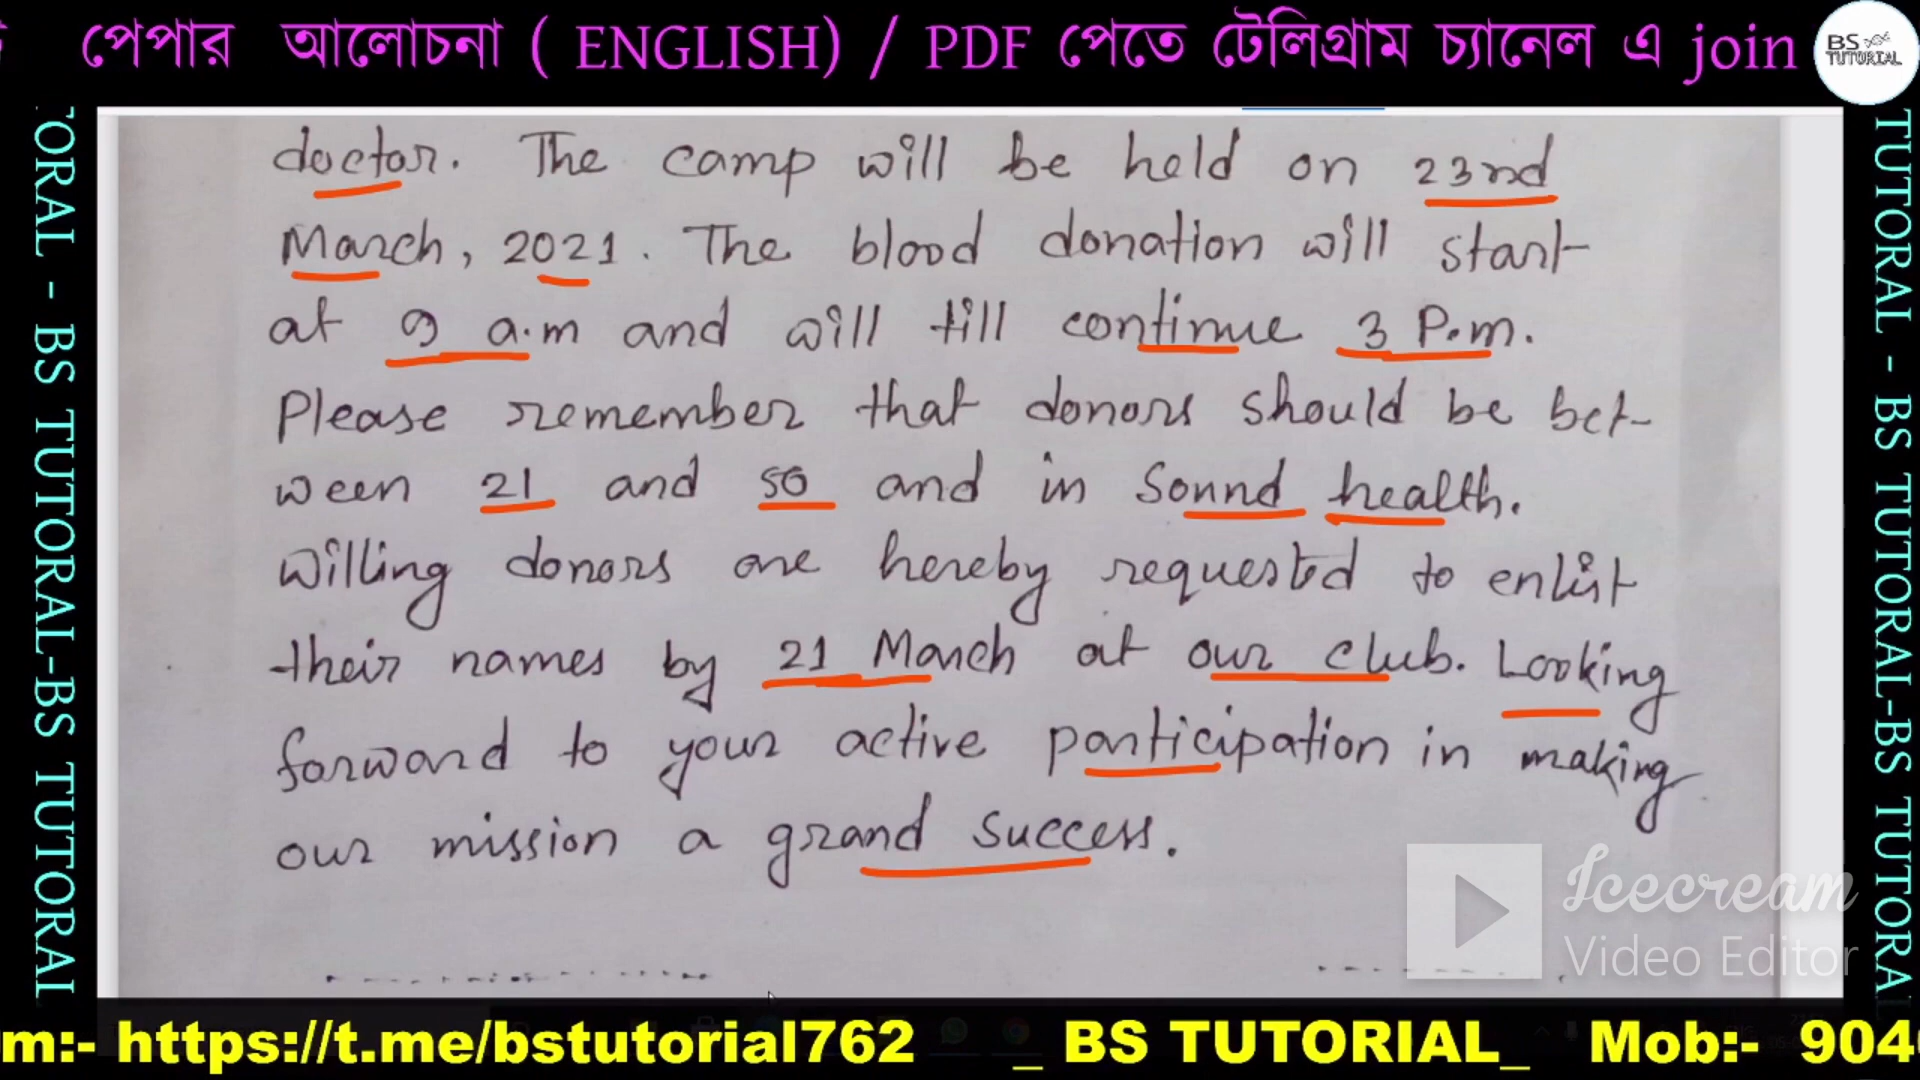 পেপার আলোচনা ( ENGLISH) / PDF পেতে টেলিগ্রাম চ্যানেল এ join
BS
TUTORIAL
doctor. The camp will be held on 23nd
March, 2021. The blood donation will start
at 9 a.m and will till continue 3 P.m.
Please remember that donors should be bet-
ween 21 and 50 and in Sound health.
Willing donors are hereby requested to enlist
their names by 21 March at our club. Looking
forward to your active participation in making
our mission a grand success.
Icecream
Video Editor
TORAL - BS TUTORAL-BS TUTORAL
TUTORAL - BS TUTORAL-BS TUTORAL
m:- https://t.me/bstutorial762 _ BS TUTORIAL_ Mob:- 904